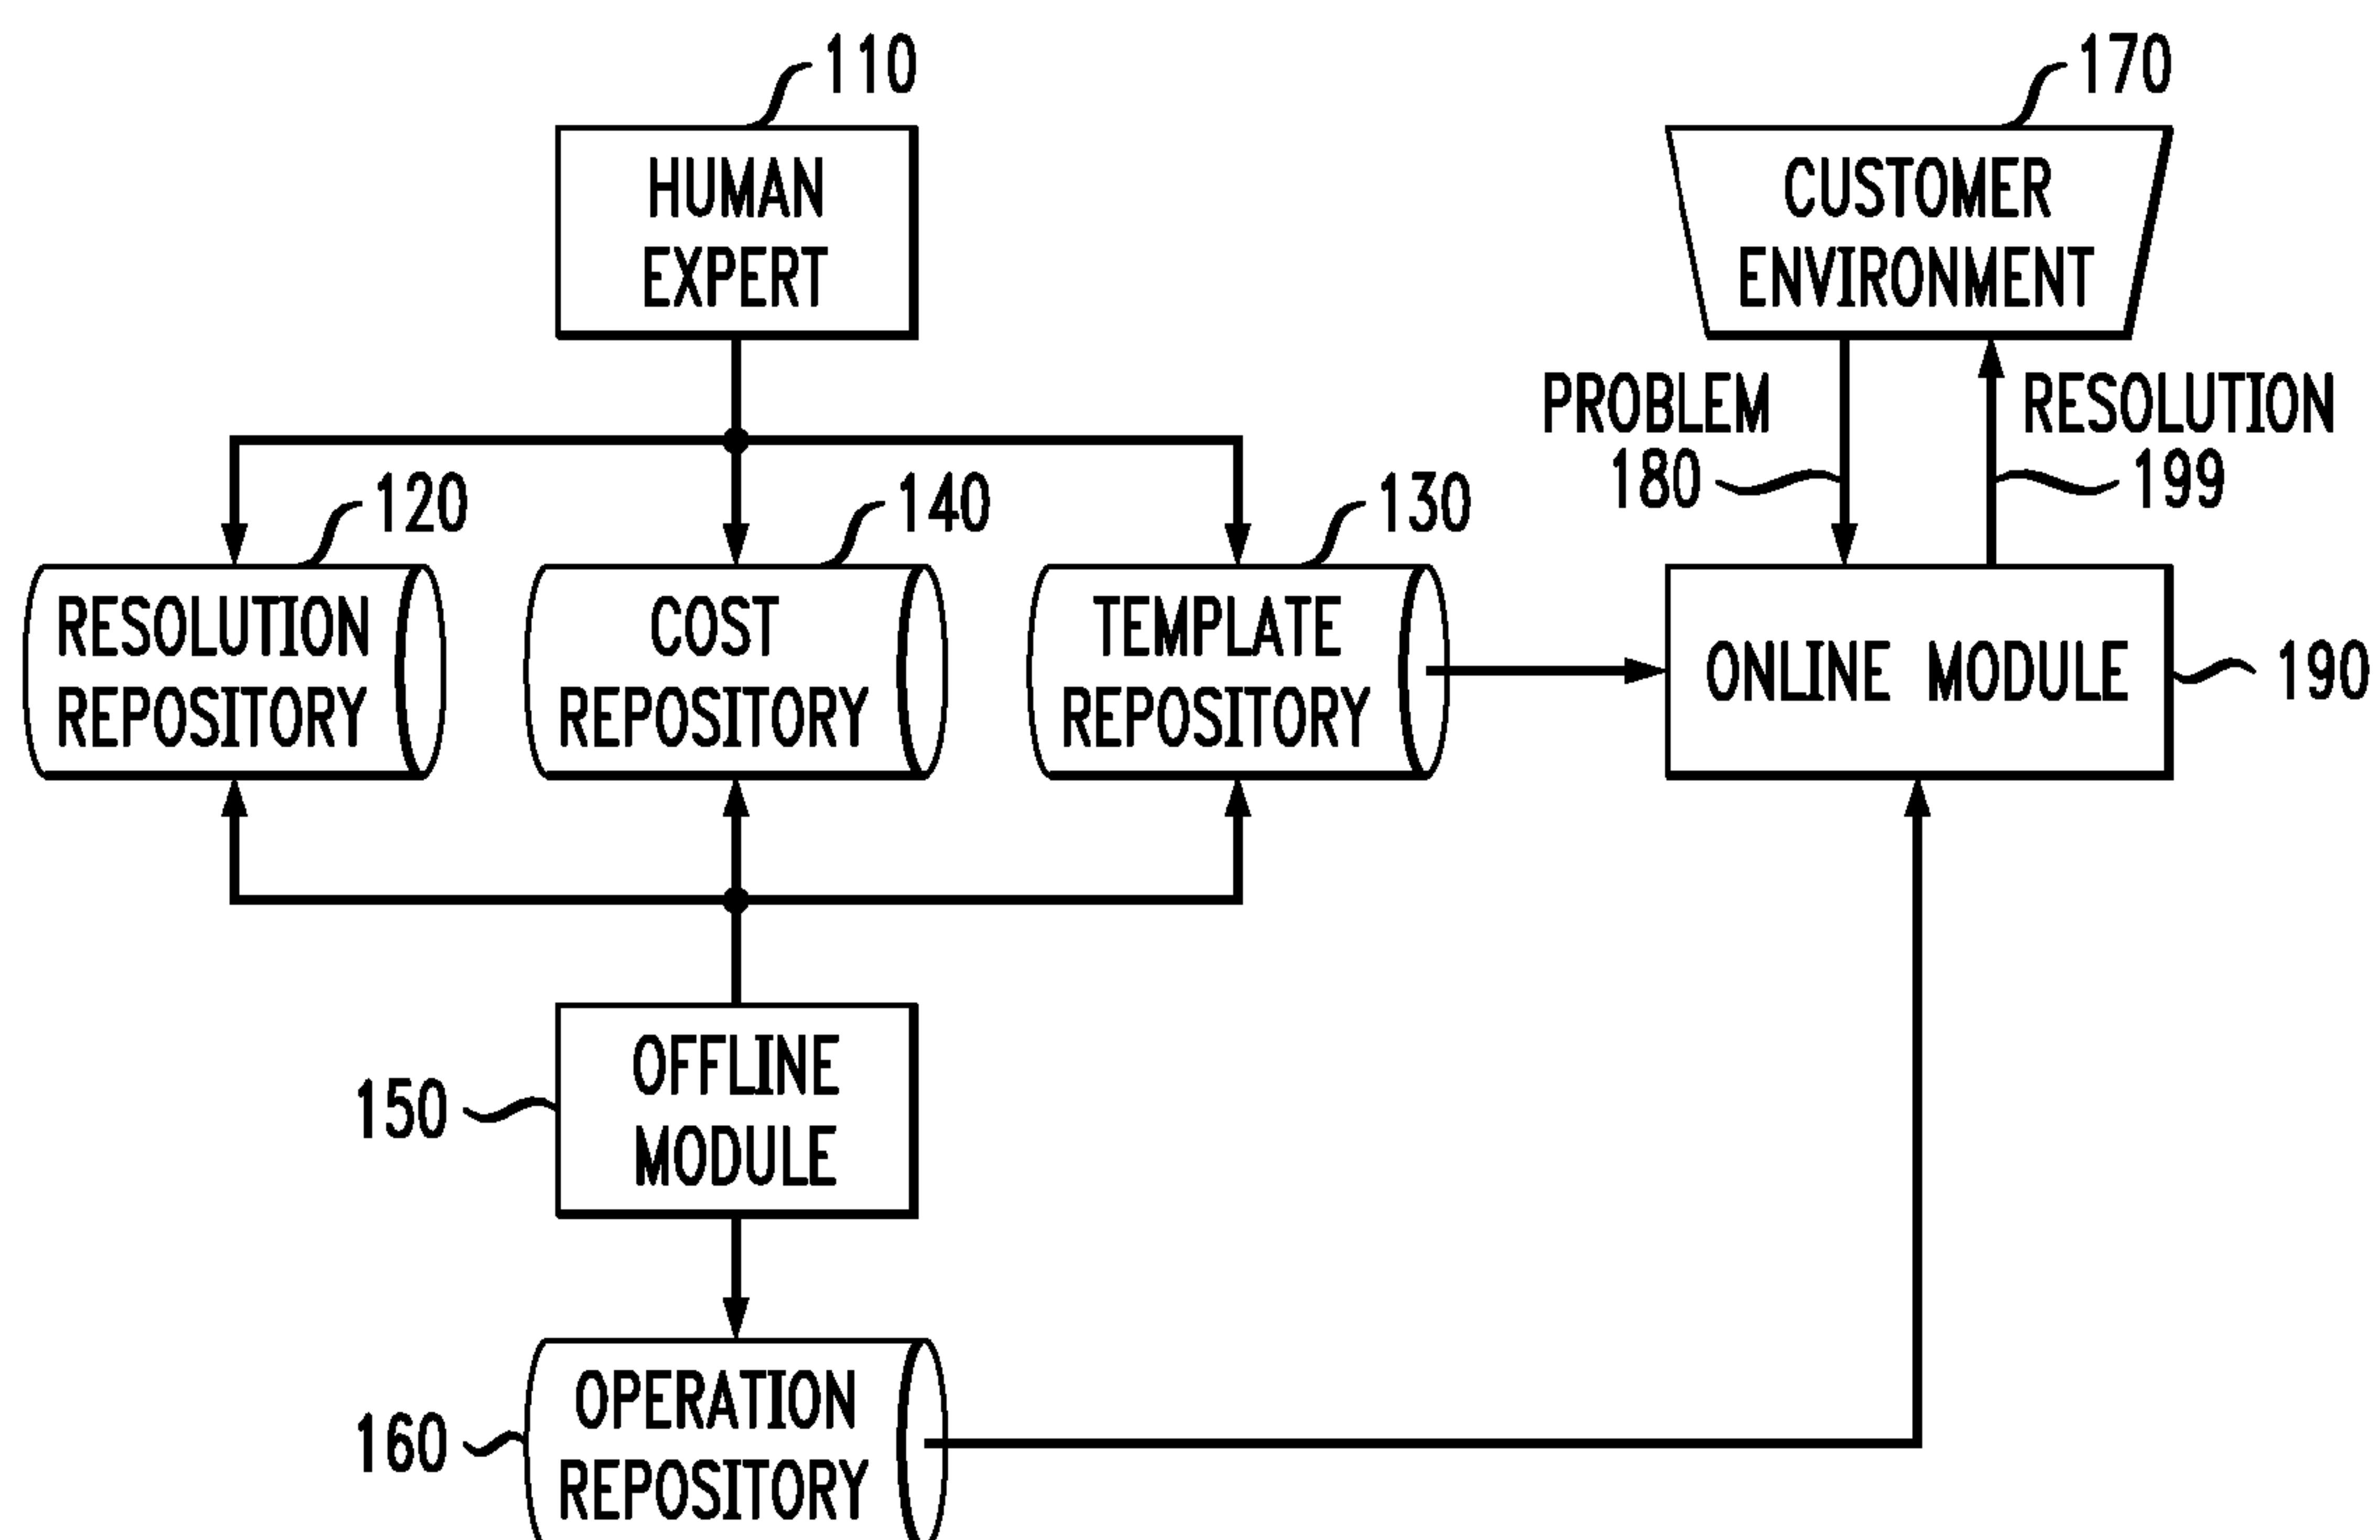 110
170
HUMAN
EXPERT
CUSTOMER
ENVIRONMENT
PROBLEM
180
RESOLUTION
199
120
140
130
RESOLUTION
REPOSITORY
COST
REPOSITORY
TEMPLATE
REPOSITORY
ONLINE MODULE
190
OFFLINE
MODULE
150
OPERATION
REPOSITORY
160